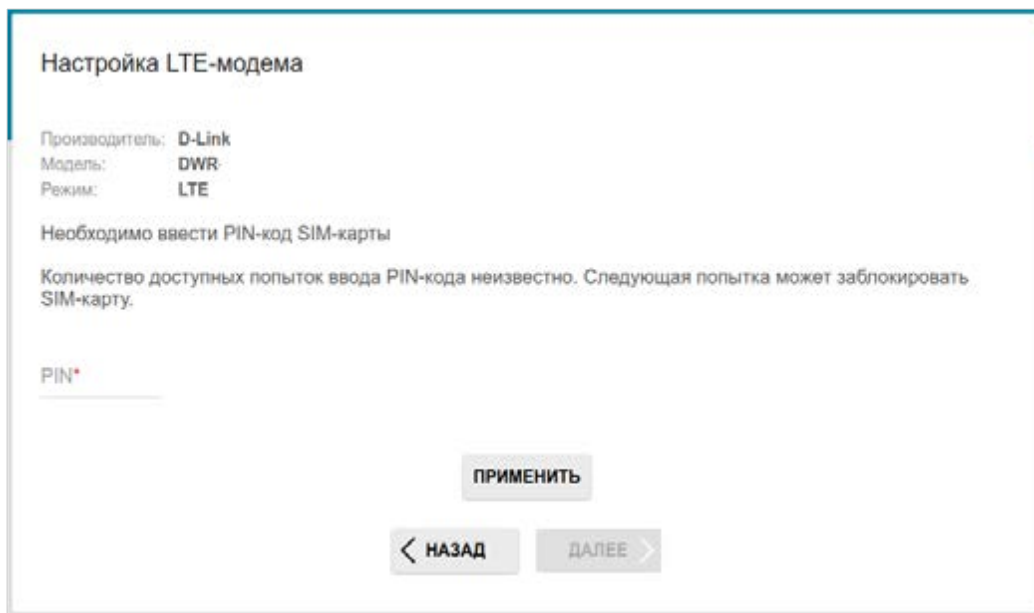 Настройка LTE-модема
Производитель: D-Link
Модель: DWR
Режим: LTE
Необходимо ввести PIN-код SIM-карты
Количество доступных попыток ввода PIN-кода неизвестно. Следующая попытка может заблокировать
SIM-карту.
PIN*
ПРИМЕНИТЬ
НАЗАД ДАЛЕЕ